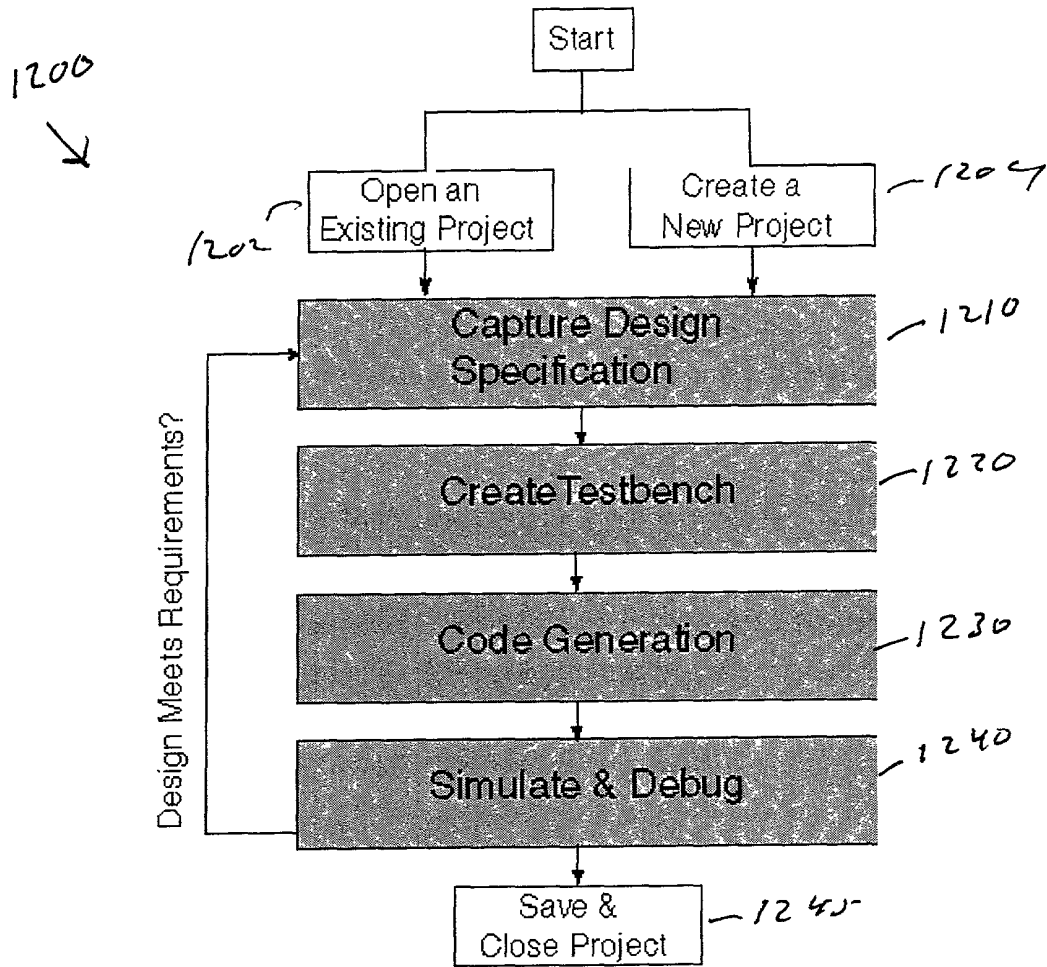 Start
1200
Open an
Existing Project
1202
Create a
New Project
1204
Capture Design
Specification
1210
CreateTestbench
1220
Code Generation
1230
Simulate & Debug
1240
Design Meets Requirements?
Save &
Close Project
1245